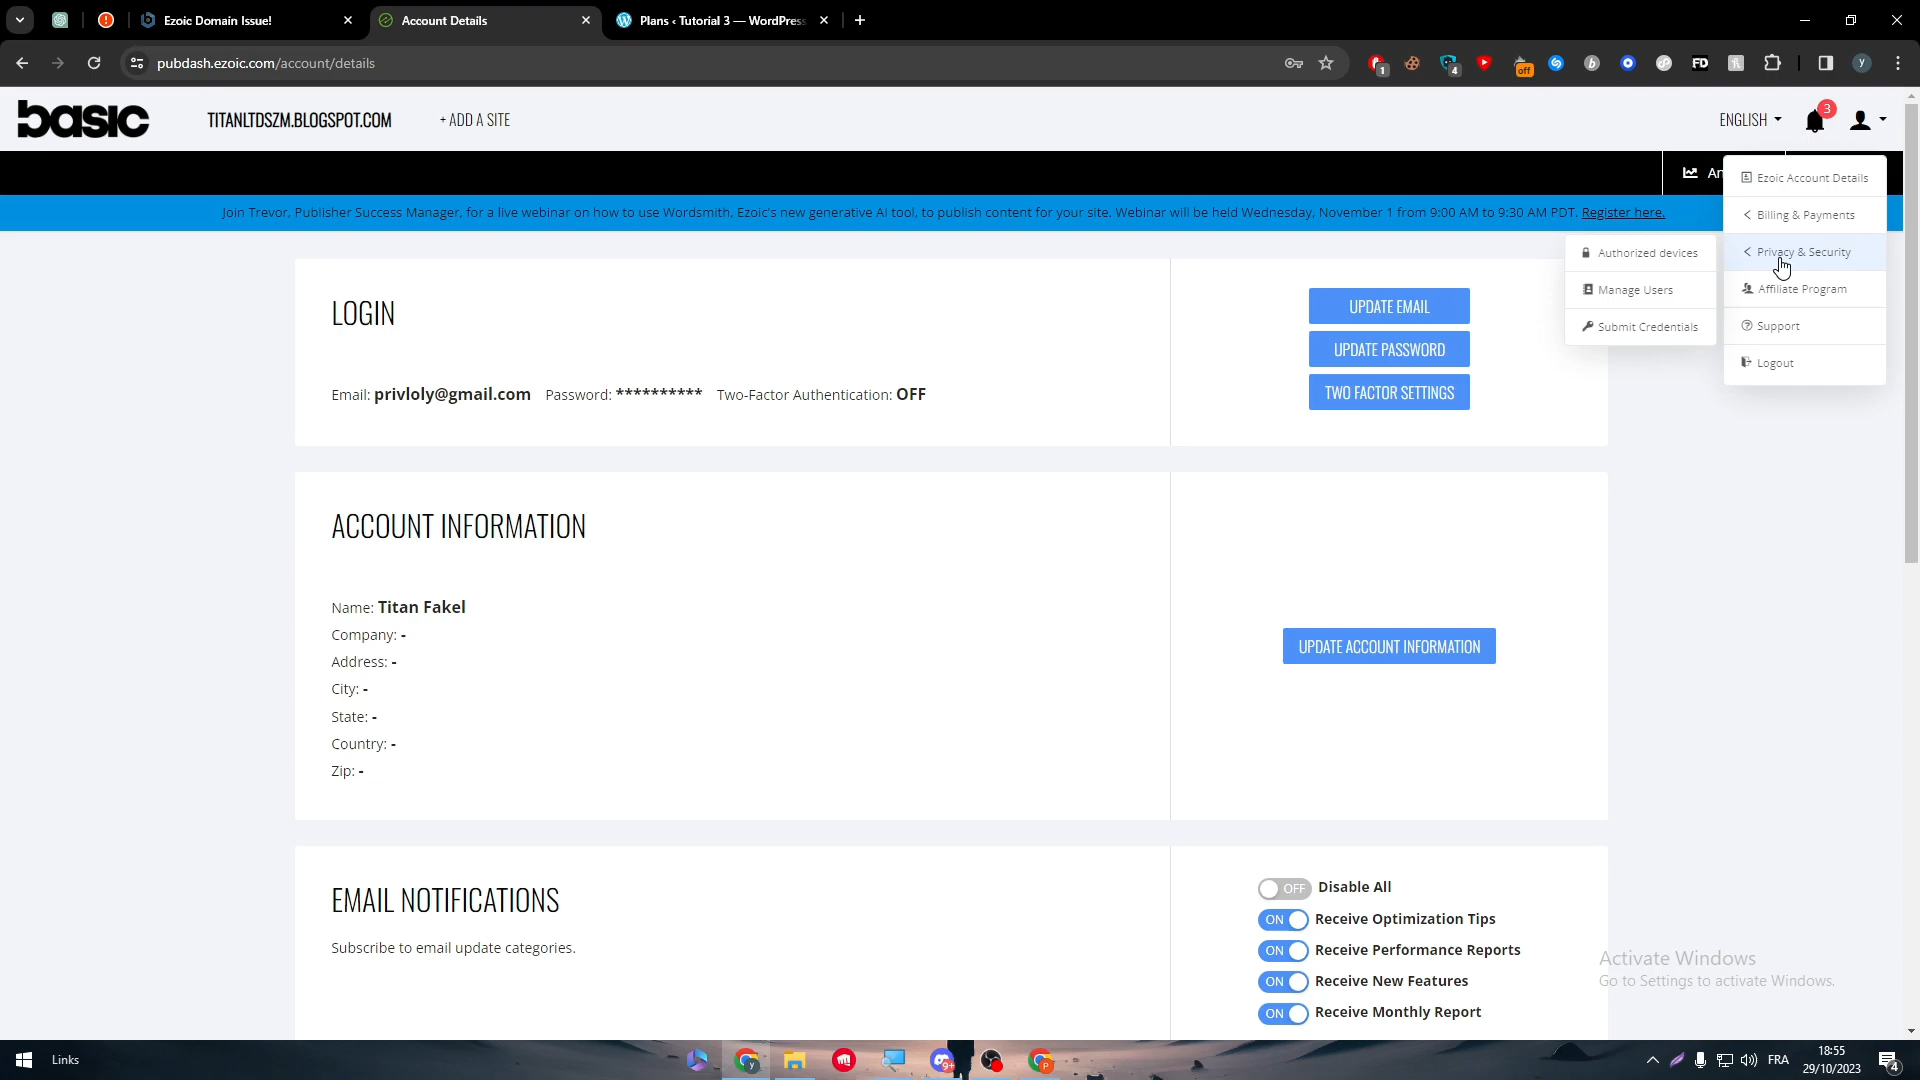 Ezoic Domain Issue!
Account Details
Plans ‹ Tutorial 3 — WordPress
pubdash.ezoic.com/account/details
1
4
off
FD
y
basic
TITANLTDSZM.BLOGSPOT.COM
+ ADD A SITE
ENGLISH
3
An
Join Trevor, Publisher Success Manager, for a live webinar on how to use Wordsmith, Ezoic's new generative AI tool, to publish content for your site. Webinar will be held Wednesday, November 1 from 9:00 AM to 9:30 AM PDT. Register here.
Ezoic Account Details
Billing & Payments
Privacy & Security
Affiliate Program
Support
Logout
Authorized devices
Manage Users
Submit Credentials
LOGIN
Email: privloly@gmail.com Password: ********** Two-Factor Authentication: OFF
UPDATE EMAIL
UPDATE PASSWORD
TWO FACTOR SETTINGS
ACCOUNT INFORMATION
Name: Titan Fakel
Company: -
Address: -
City: -
State: -
Country: -
Zip: -
UPDATE ACCOUNT INFORMATION
EMAIL NOTIFICATIONS
Subscribe to email update categories.
OFF Disable All
ON Receive Optimization Tips
ON Receive Performance Reports
ON Receive New Features
ON Receive Monthly Report
Activate Windows
Go to Settings to activate Windows.
Links
9+
FRA
18:55
29/10/2023
4